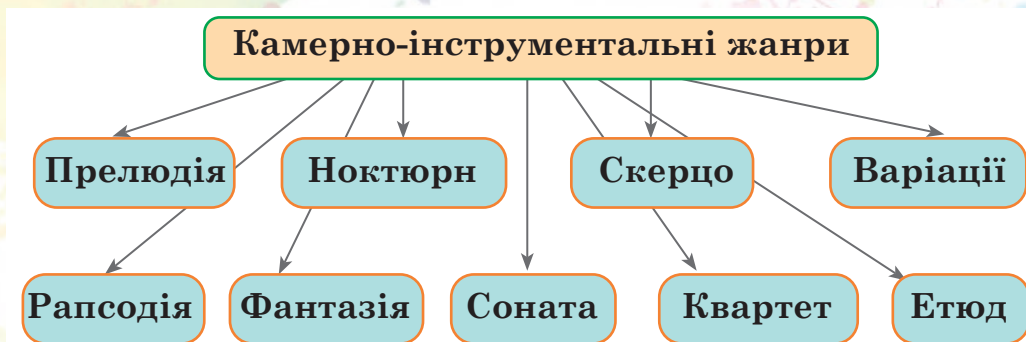 Камерно-інструментальні жанри
Прелюдія
Ноктюрн
Скерцо
Варіації
Рапсодія
Фантазія
Соната
Квартет
Етюд